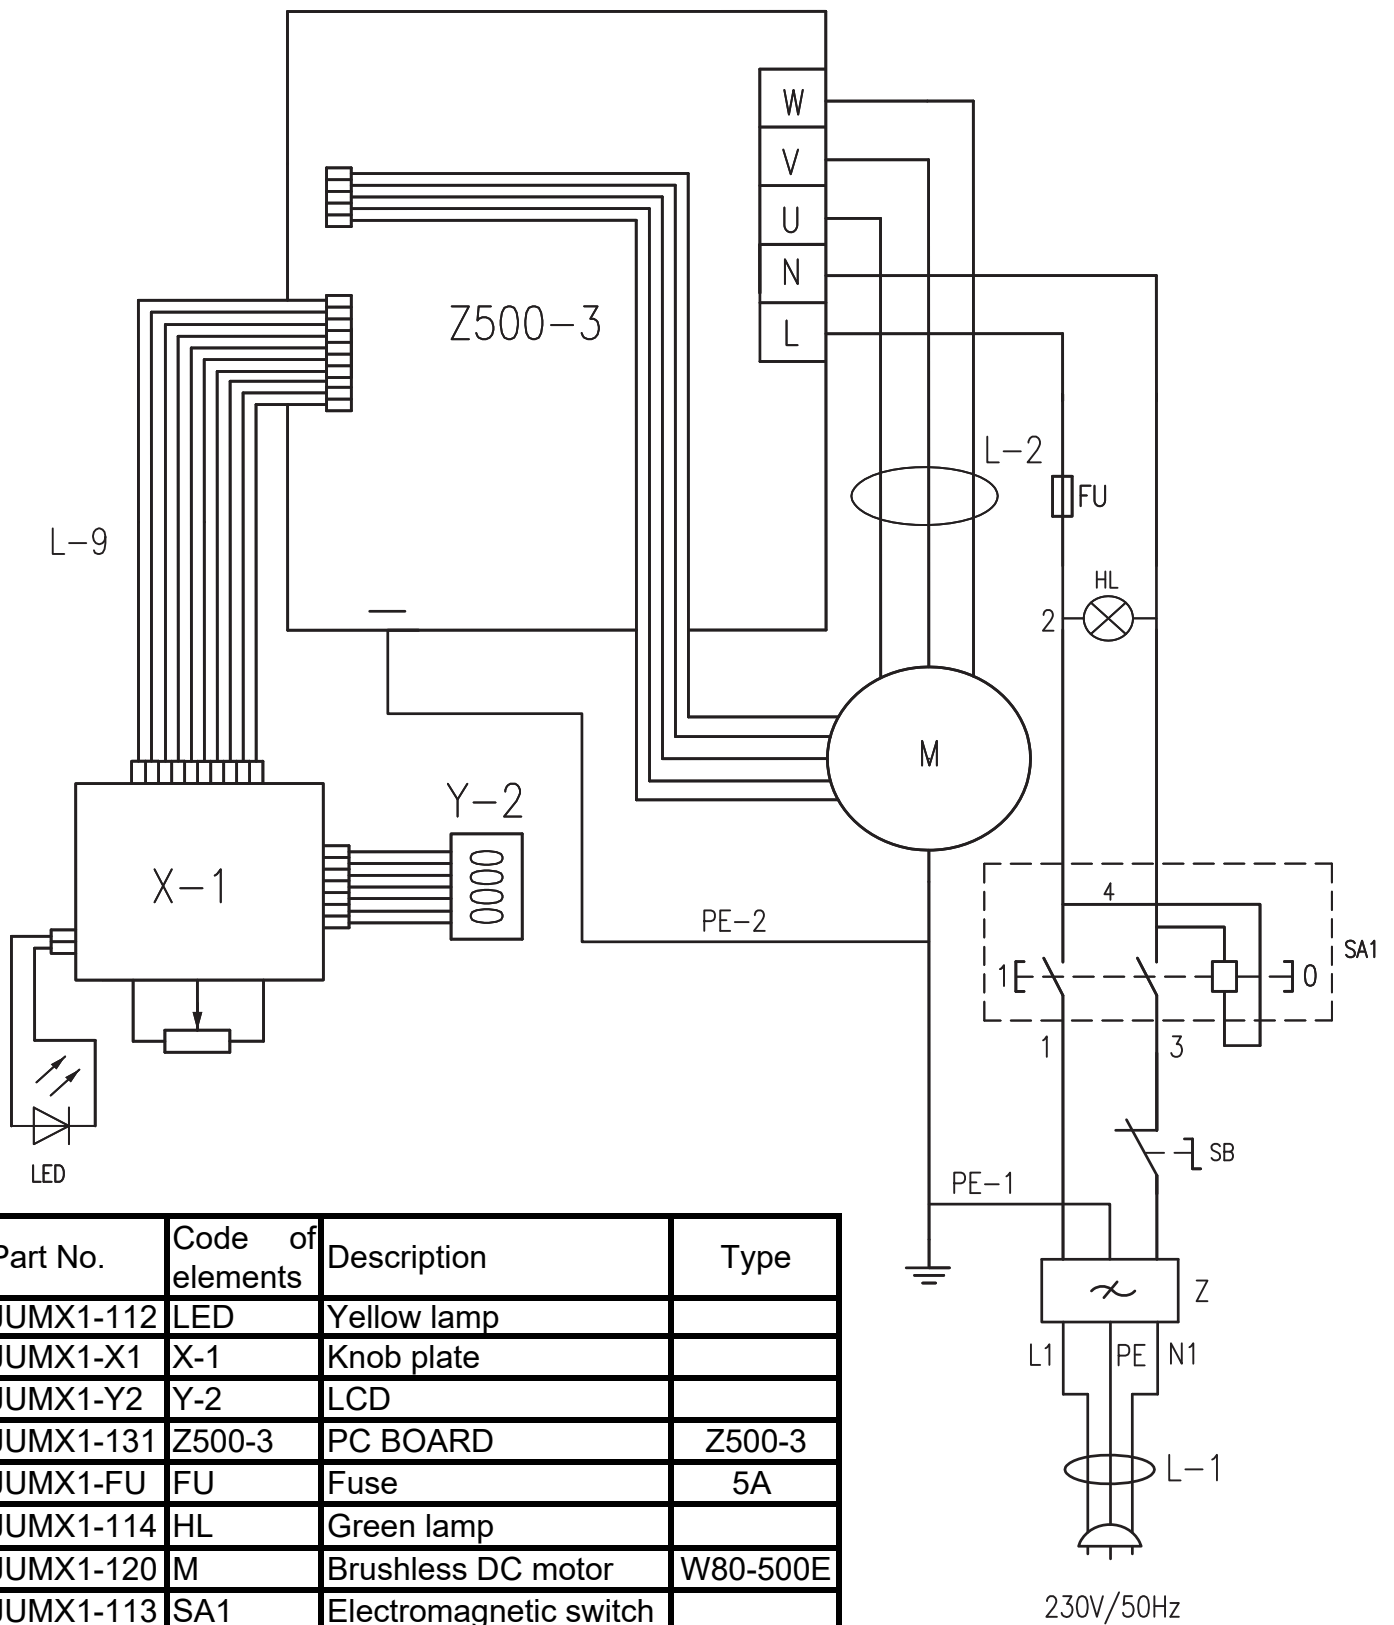 W
V
U
N
Z500-3
L
L-2
FU
L-9
HL
2
M
Y-2
X-1
4
PE-2
SA1
1
0
1
3
SB
LED
PE-1
Z
L1 PE N1
L-1
230V/50Hz
Part No. Code of elements Description Type
JUMX1-112 LED Yellow lamp
JUMX1-X1 X-1 Knob plate
JUMX1-Y2 Y-2 LCD
JUMX1-131 Z500-3 PC BOARD Z500-3
JUMX1-FU FU Fuse 5A
JUMX1-114 HL Green lamp
JUMX1-120 M Brushless DC motor W80-500E
JUMX1-113 SA1 Electromagnetic switch